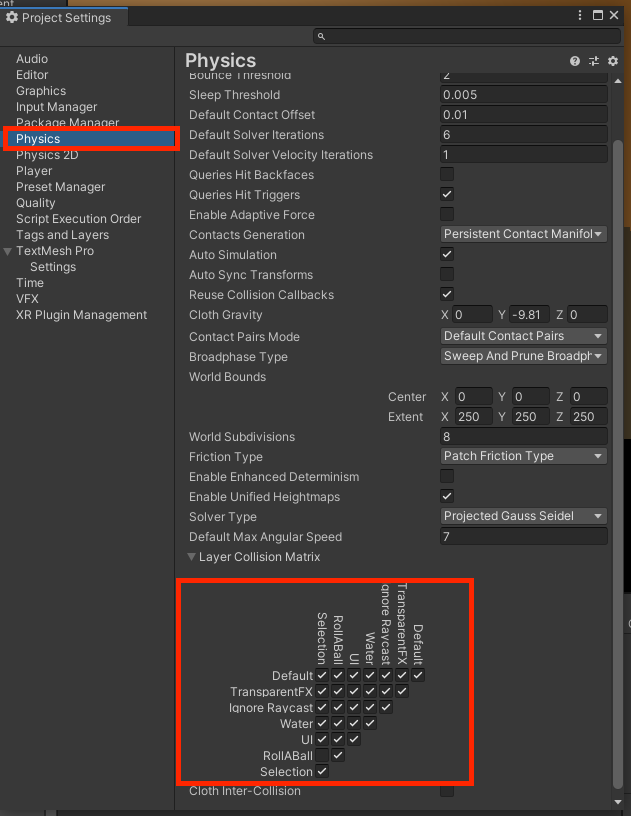 Project Settings
Audio
Editor
Graphics
Input Manager
Package Manager
Physics
Physics 2D
Player
Preset Manager
Quality
Script Execution Order
Tags and Layers
TextMesh Pro
Settings
Time
VFX
XR Plugin Management
Physics
Bounce Threshold 2
Sleep Threshold 0.005
Default Contact Offset 0.01
Default Solver Iterations 6
Default Solver Velocity Iterations 1
Queries Hit Backfaces
Queries Hit Triggers
Enable Adaptive Force
Contacts Generation Persistent Contact Manifol
Auto Simulation
Auto Sync Transforms
Reuse Collision Callbacks
Cloth Gravity X 0 Y -9.81 Z 0
Contact Pairs Mode Default Contact Pairs
Broadphase Type Sweep And Prune Broadph
World Bounds
Center X 0 Y 0 Z 0
Extent X 250 Y 250 Z 250
World Subdivisions 8
Friction Type Patch Friction Type
Enable Enhanced Determinism
Enable Unified Heightmaps
Solver Type Projected Gauss Seidel
Default Max Angular Speed 7
Layer Collision Matrix
Selection
RollABall
UI
Water
Ignore Raycast
TransparentFX
Default
Default
TransparentFX
Ignore Raycast
Water
UI
RollABall
Selection
Cloth Inter-Collision